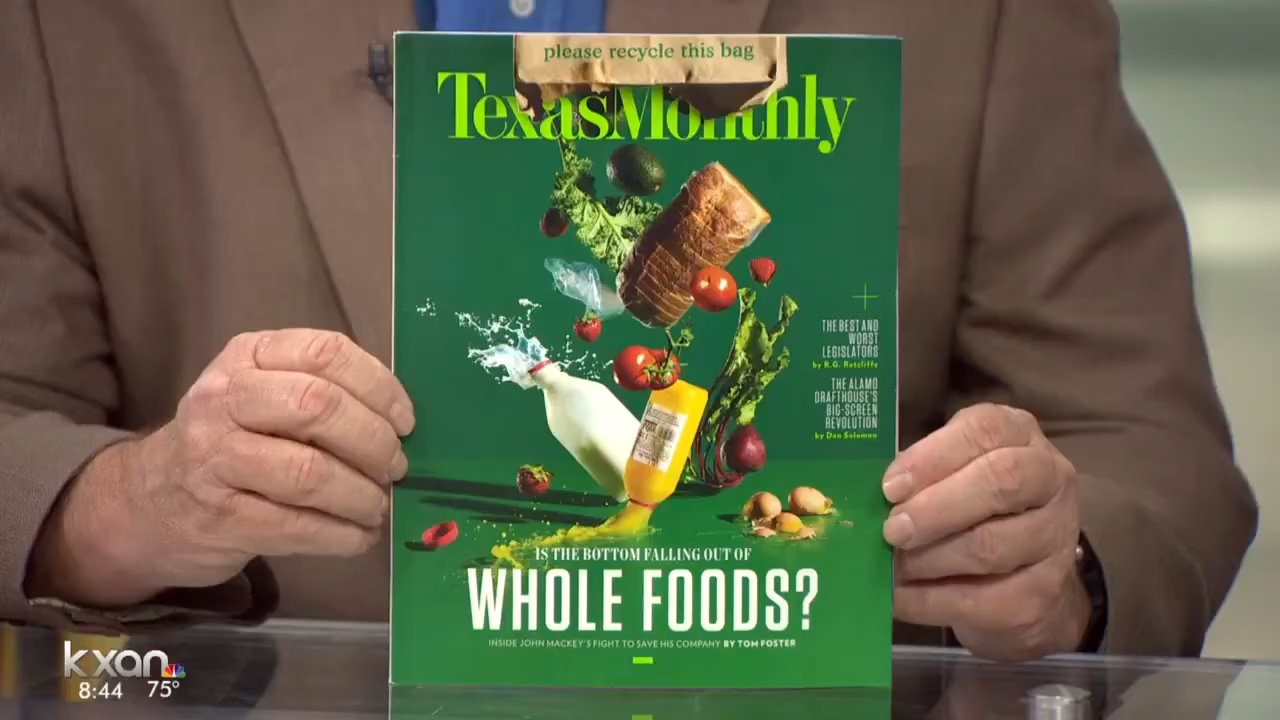 please recycle this bag
TexasMonthly
THE BEST AND
WORST
LEGISLATORS
by R.G. Ratcliffe
THE ALAMO
DRAFTHOUSE'S
BIG-SCREEN
REVOLUTION
by Dan Solomon
IS THE BOTTOM FALLING OUT OF
WHOLE FOODS?
INSIDE JOHN MACKEY'S FIGHT TO SAVE HIS COMPANY BY TOM FOSTER
kxan
8:44 75°